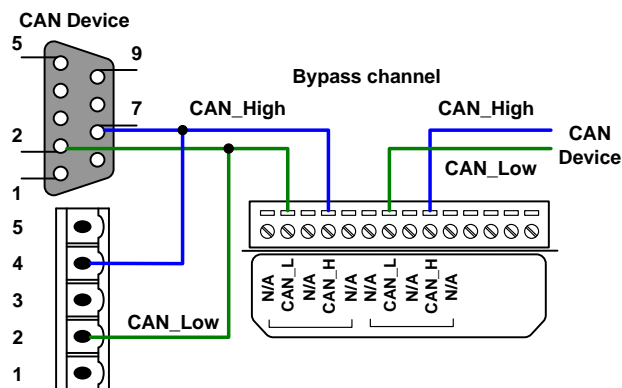 CAN Device
5
9
7
2
1
Bypass channel
CAN_High
CAN_High
CAN
Device
CAN_Low
5
4
3
2
1
CAN_Low
N/A
CAN_L
N/A
CAN_H
N/A
N/A
CAN_L
N/A
CAN_H
N/A